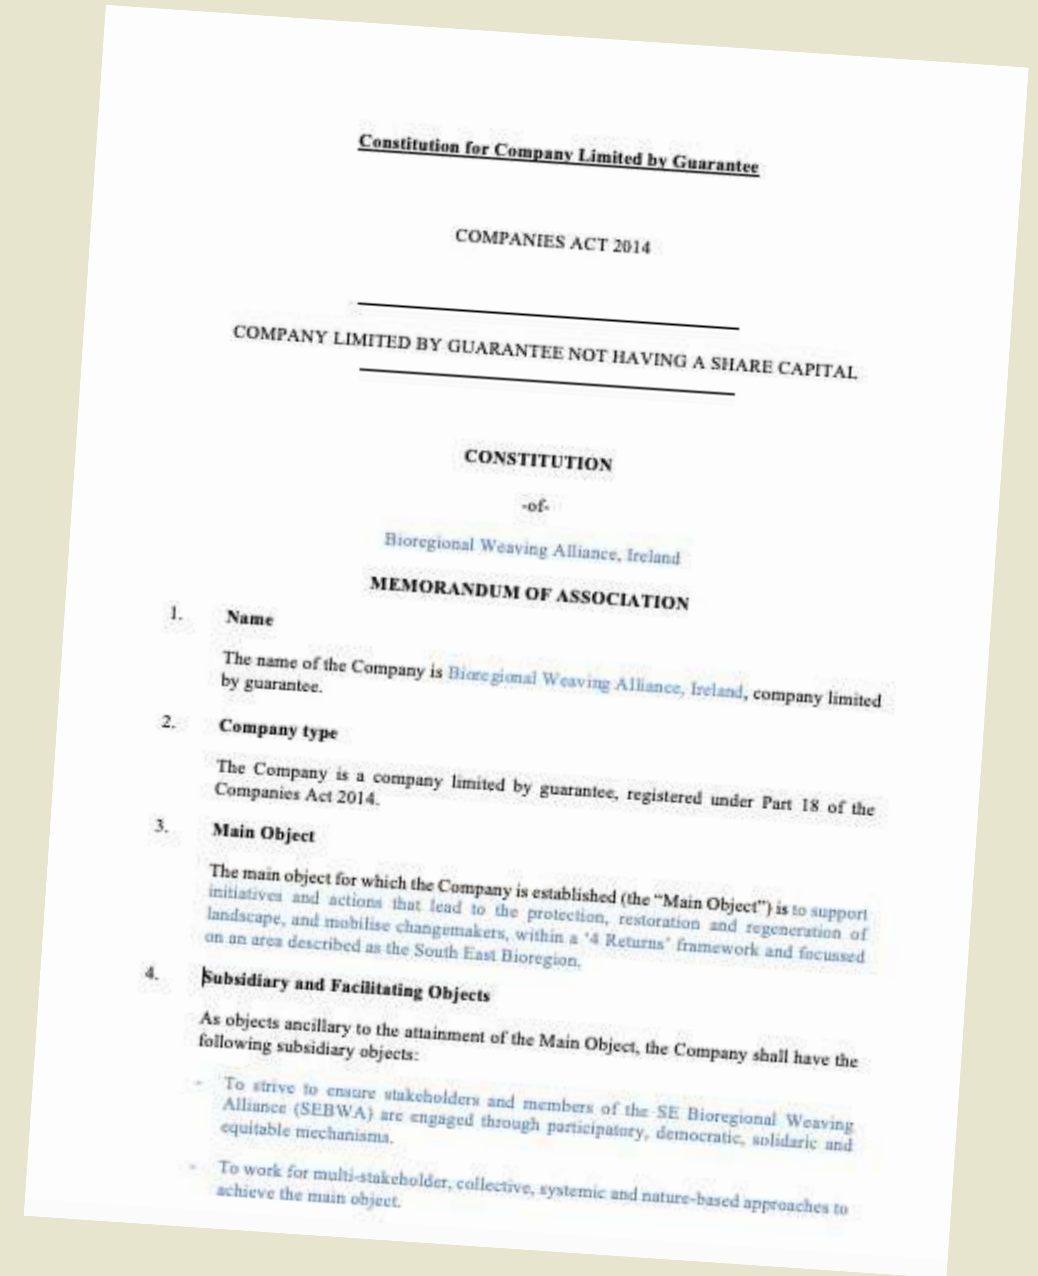 Constitution for Company Limited by Guarantee
COMPANIES ACT 2014
COMPANY LIMITED BY GUARANTEE NOT HAVING A SHARE CAPITAL
CONSTITUTION
-of-
Bioregional Weaving Alliance, Ireland
MEMORANDUM OF ASSOCIATION
1. Name
The name of the Company is Bioregional Weaving Alliance, Ireland, company limited
by guarantee.
2. Company type
The Company is a company limited by guarantee, registered under Part 18 of the
Companies Act 2014.
3. Main Object
The main object for which the Company is established (the “Main Object”) is to support
initiatives and actions that lead to the protection, restoration and regeneration of
landscape, and mobilise changemakers, within a ‘4 Returns’ framework and focussed
on an area described as the South East Bioregion.
4. Subsidiary and Facilitating Objects
As objects ancillary to the attainment of the Main Object, the Company shall have the
following subsidiary objects:
- To strive to ensure stakeholders and members of the SE Bioregional Weaving
Alliance (SEBWA) are engaged through participatory, democratic, solidaric and
equitable mechanisms.
- To work for multi-stakeholder, collective, systemic and nature-based approaches to
achieve the main object.